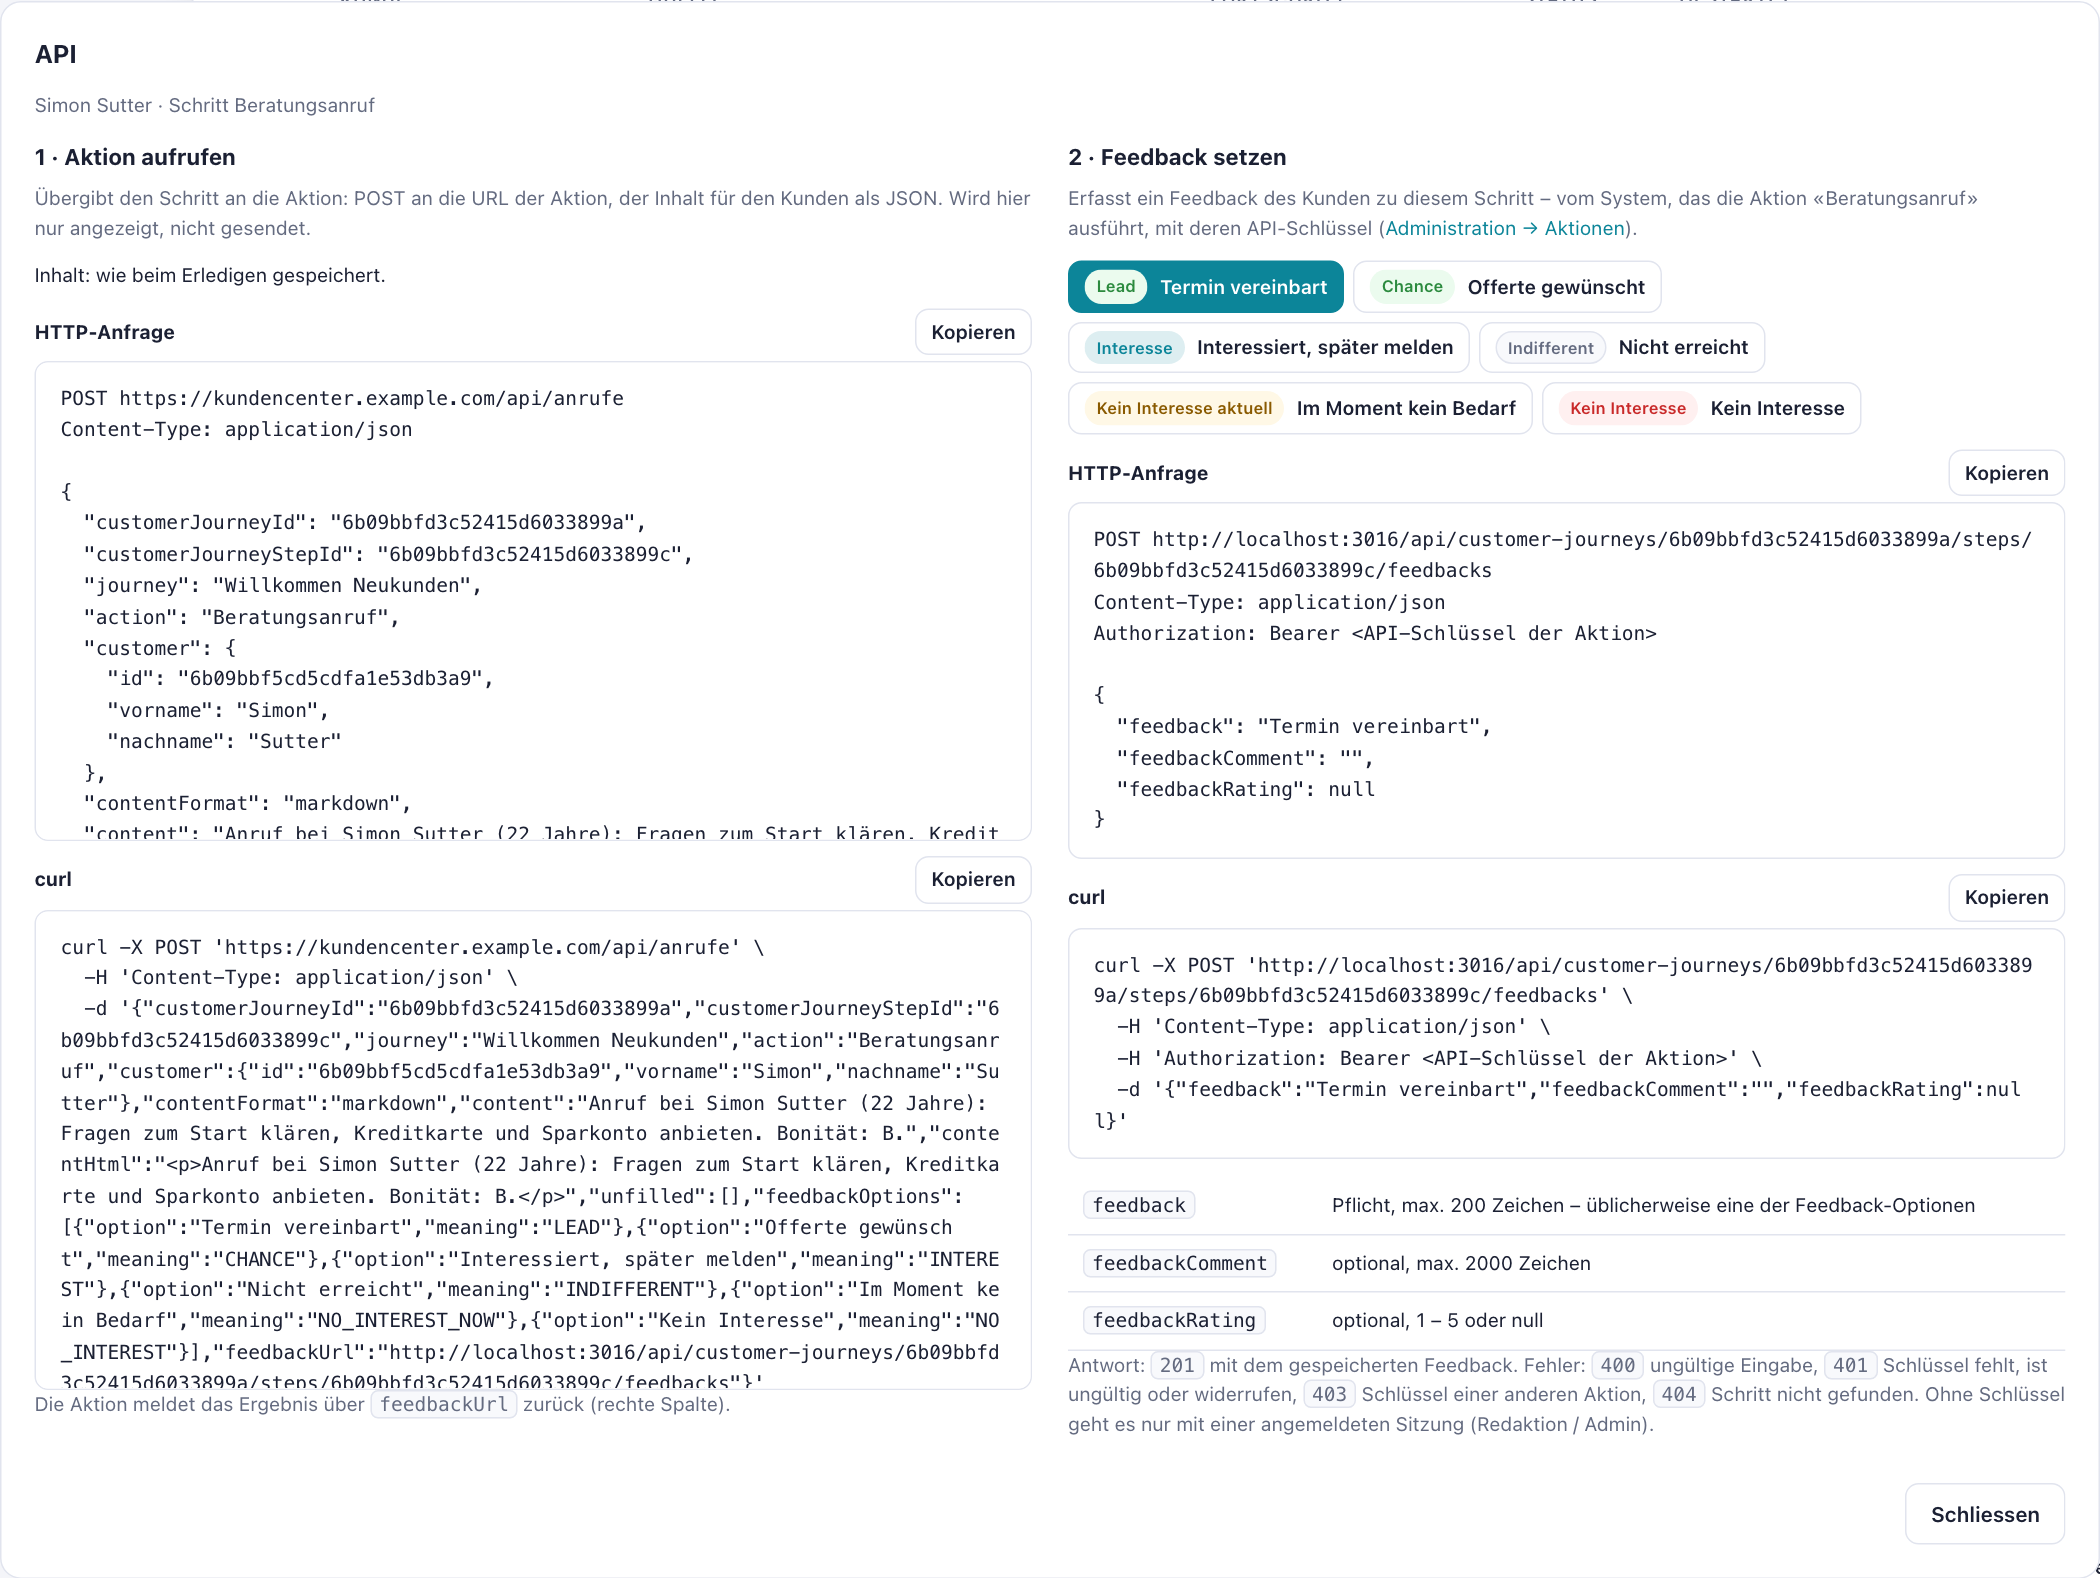 API
Simon Sutter · Schritt Beratungsanruf
1 · Aktion aufrufen
Übergibt den Schritt an die Aktion: POST an die URL der Aktion, der Inhalt für den Kunden als JSON. Wird hier
nur angezeigt, nicht gesendet.
Inhalt: wie beim Erledigen gespeichert.
HTTP-Anfrage
Kopieren
POST https://kundencenter.example.com/api/anrufe
Content-Type: application/json
{
  "customerJourneyId": "6b09bbfd3c52415d6033899a",
  "customerJourneyStepId": "6b09bbfd3c52415d6033899c",
  "journey": "Willkommen Neukunden",
  "action": "Beratungsanruf",
  "customer": {
    "id": "6b09bbf5cd5cdfa1e53db3a9",
    "vorname": "Simon",
    "nachname": "Sutter"
  },
  "contentFormat": "markdown",
  "content": "Anruf bei Simon Sutter (22 Jahre): Fragen zum Start klären, Kredit
curl
Kopieren
curl -X POST 'https://kundencenter.example.com/api/anrufe' \
  -H 'Content-Type: application/json' \
  -d '{"customerJourneyId":"6b09bbfd3c52415d6033899a","customerJourneyStepId":"6
b09bbfd3c52415d6033899c","journey":"Willkommen Neukunden","action":"Beratungsanr
uf","customer":{"id":"6b09bbf5cd5cdfa1e53db3a9","vorname":"Simon","nachname":"Su
tter"},"contentFormat":"markdown","content":"Anruf bei Simon Sutter (22 Jahre):
Fragen zum Start klären, Kreditkarte und Sparkonto anbieten. Bonität: B.","conte
ntHtml":"<p>Anruf bei Simon Sutter (22 Jahre): Fragen zum Start klären, Kreditka
rte und Sparkonto anbieten. Bonität: B.</p>","unfilled":[],"feedbackOptions":
[{"option":"Termin vereinbart","meaning":"LEAD"},{"option":"Offerte gewünsch
t","meaning":"CHANCE"},{"option":"Interessiert, später melden","meaning":"INTERE
ST"},{"option":"Nicht erreicht","meaning":"INDIFFERENT"},{"option":"Im Moment ke
in Bedarf","meaning":"NO_INTEREST_NOW"},{"option":"Kein Interesse","meaning":"NO
_INTEREST"}],"feedbackUrl":"http://localhost:3016/api/customer-journeys/6b09bbfd
3c52415d6033899a/steps/6b09bbfd3c52415d6033899c/feedbacks"}'
Die Aktion meldet das Ergebnis über feedbackUrl zurück (rechte Spalte).
2 · Feedback setzen
Erfasst ein Feedback des Kunden zu diesem Schritt – vom System, das die Aktion «Beratungsanruf»
ausführt, mit deren API-Schlüssel (Administration → Aktionen).
Lead Termin vereinbart
Chance Offerte gewünscht
Interesse Interessiert, später melden
Indifferent Nicht erreicht
Kein Interesse aktuell Im Moment kein Bedarf
Kein Interesse Kein Interesse
HTTP-Anfrage
Kopieren
POST http://localhost:3016/api/customer-journeys/6b09bbfd3c52415d6033899a/steps/
6b09bbfd3c52415d6033899c/feedbacks
Content-Type: application/json
Authorization: Bearer <API-Schlüssel der Aktion>
{
  "feedback": "Termin vereinbart",
  "feedbackComment": "",
  "feedbackRating": null
}
curl
Kopieren
curl -X POST 'http://localhost:3016/api/customer-journeys/6b09bbfd3c52415d603389
9a/steps/6b09bbfd3c52415d6033899c/feedbacks' \
  -H 'Content-Type: application/json' \
  -H 'Authorization: Bearer <API-Schlüssel der Aktion>' \
  -d '{"feedback":"Termin vereinbart","feedbackComment":"","feedbackRating":nul
l}'
feedback Pflicht, max. 200 Zeichen – üblicherweise eine der Feedback-Optionen
feedbackComment optional, max. 2000 Zeichen
feedbackRating optional, 1 – 5 oder null
Antwort: 201 mit dem gespeicherten Feedback. Fehler: 400 ungültige Eingabe, 401 Schlüssel fehlt, ist
ungültig oder widerrufen, 403 Schlüssel einer anderen Aktion, 404 Schritt nicht gefunden. Ohne Schlüssel
geht es nur mit einer angemeldeten Sitzung (Redaktion / Admin).
Schliessen